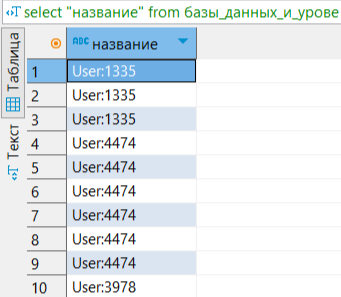 select "название" from базы_данных_и_урове
Таблица
Текст
ABC название
1 User:1335
2 User:1335
3 User:1335
4 User:4474
5 User:4474
6 User:4474
7 User:4474
8 User:4474
9 User:4474
10 User:3978